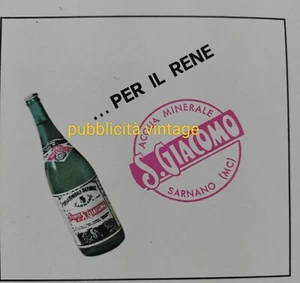 ...PER IL RENE
pubblicità vintage
ACQUA MINERALE
S. GIACOMO
SARNANO (MC)